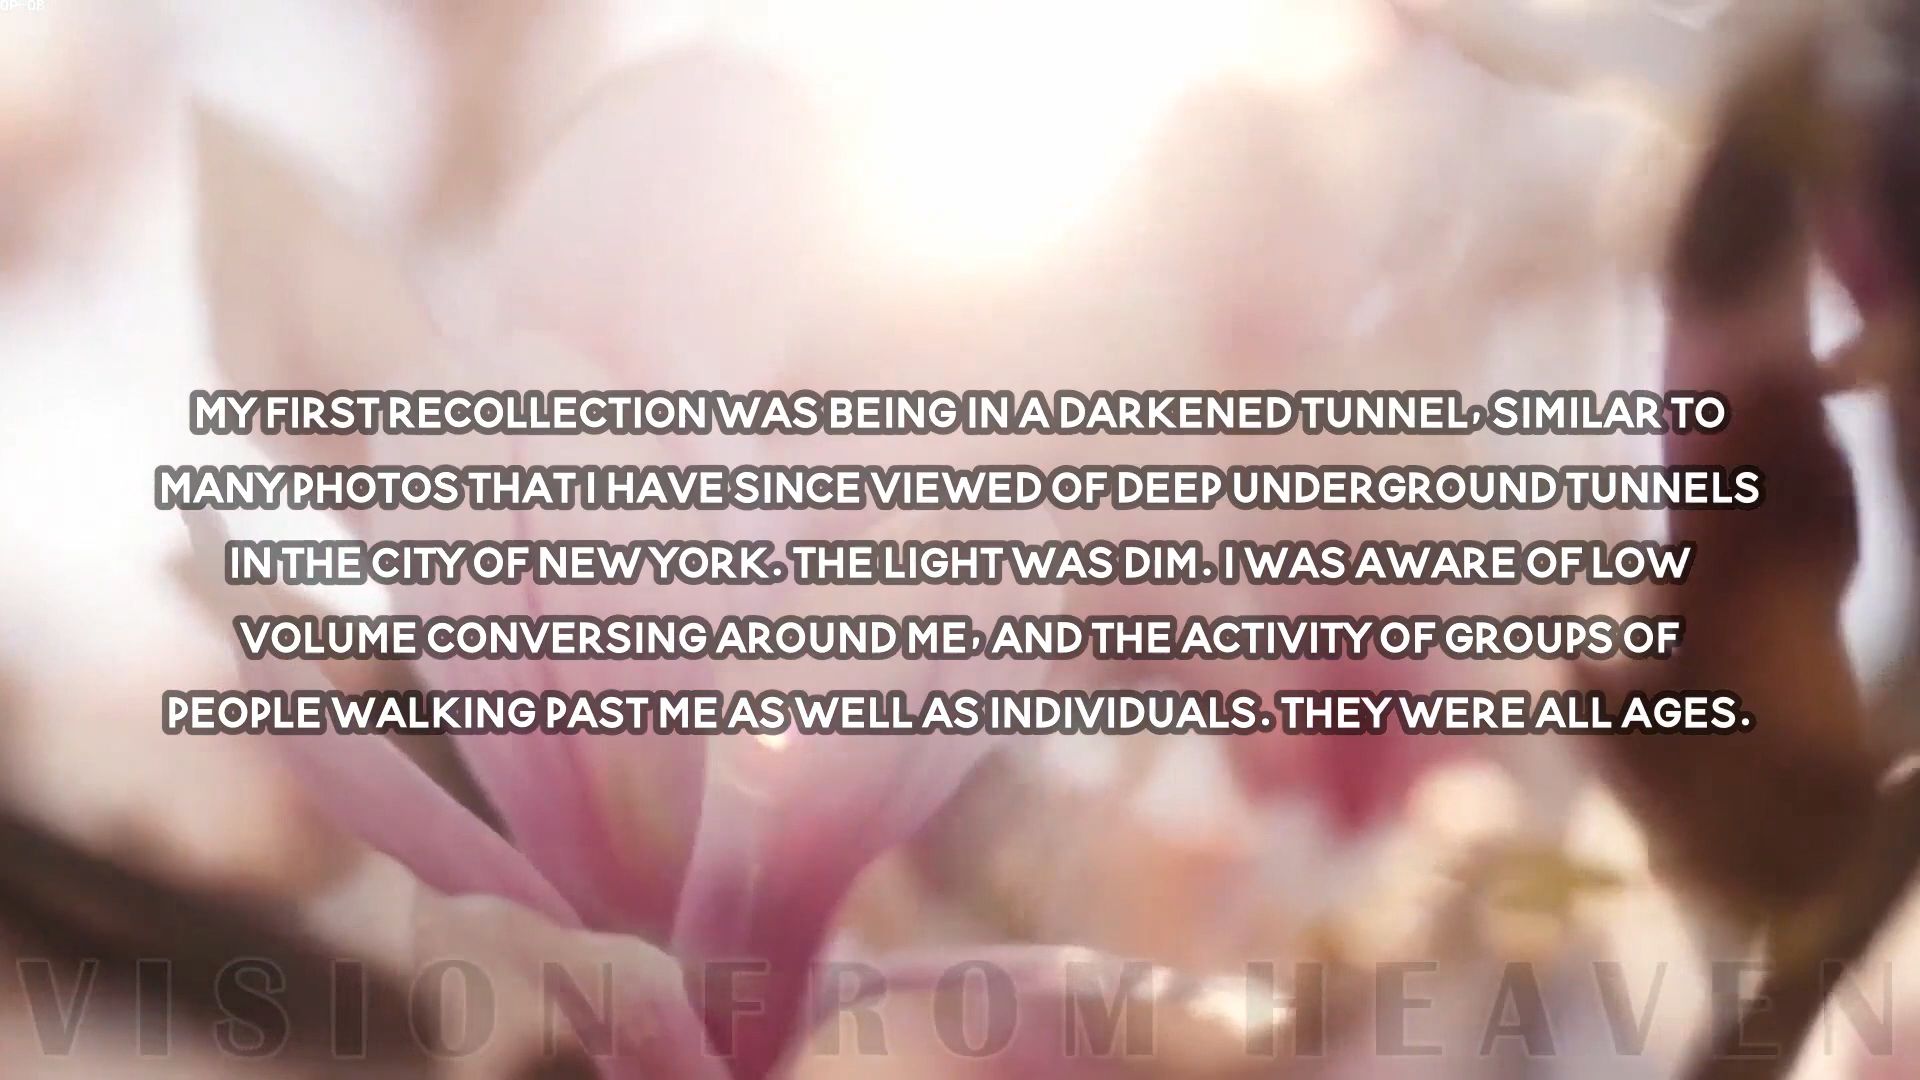 OP-OB
MY FIRST RECOLLECTION WAS BEING IN A DARKENED TUNNEL, SIMILAR TO
MANY PHOTOS THAT I HAVE SINCE VIEWED OF DEEP UNDERGROUND TUNNELS
IN THE CITY OF NEW YORK. THE LIGHT WAS DIM. I WAS AWARE OF LOW
VOLUME CONVERSING AROUND ME, AND THE ACTIVITY OF GROUPS OF
PEOPLE WALKING PAST ME AS WELL AS INDIVIDUALS. THEY WERE ALL AGES.
VISION FROM HEAVEN